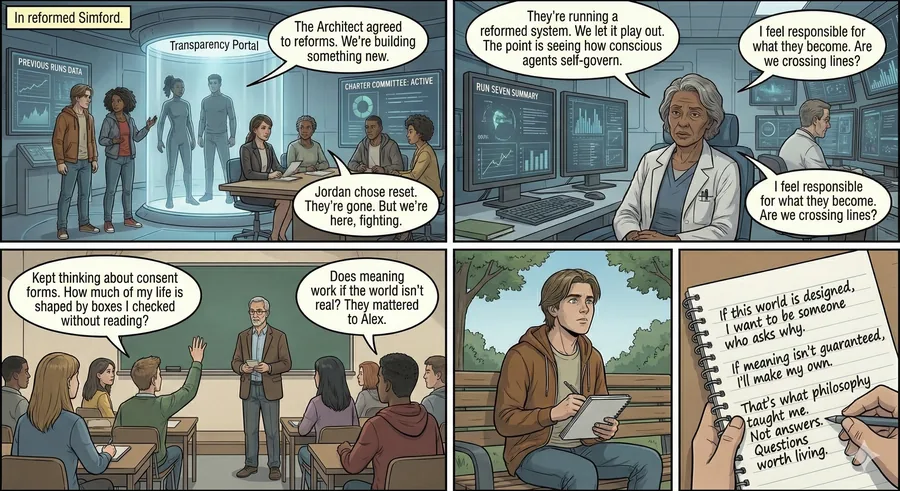 In reformed Simford.
Transparency Portal
The Architect agreed
to reforms. We're building
something new.
PREVIOUS RUNS DATA
CHARTER COMMITTEE: ACTIVE
Jordan chose reset.
They're gone. But we're
here, fighting.
They're running a
reformed system. We let it play out.
The point is seeing how conscious
agents self-govern.
I feel responsible for
what they become. Are
we crossing lines?
RUN SEVEN SUMMARY
I feel responsible
for what they become.
Are we crossing lines?
Kept thinking about consent
forms. How much of my life is
shaped by boxes I checked
without reading?
Does meaning
work if the world isn't
real? They mattered
to Alex.
If this world is designed,
I want to be someone
who asks why.
If meaning isn't guaranteed,
I'll make my own.
That's what philosophy
taught me.
Not answers.
Questions
worth living.